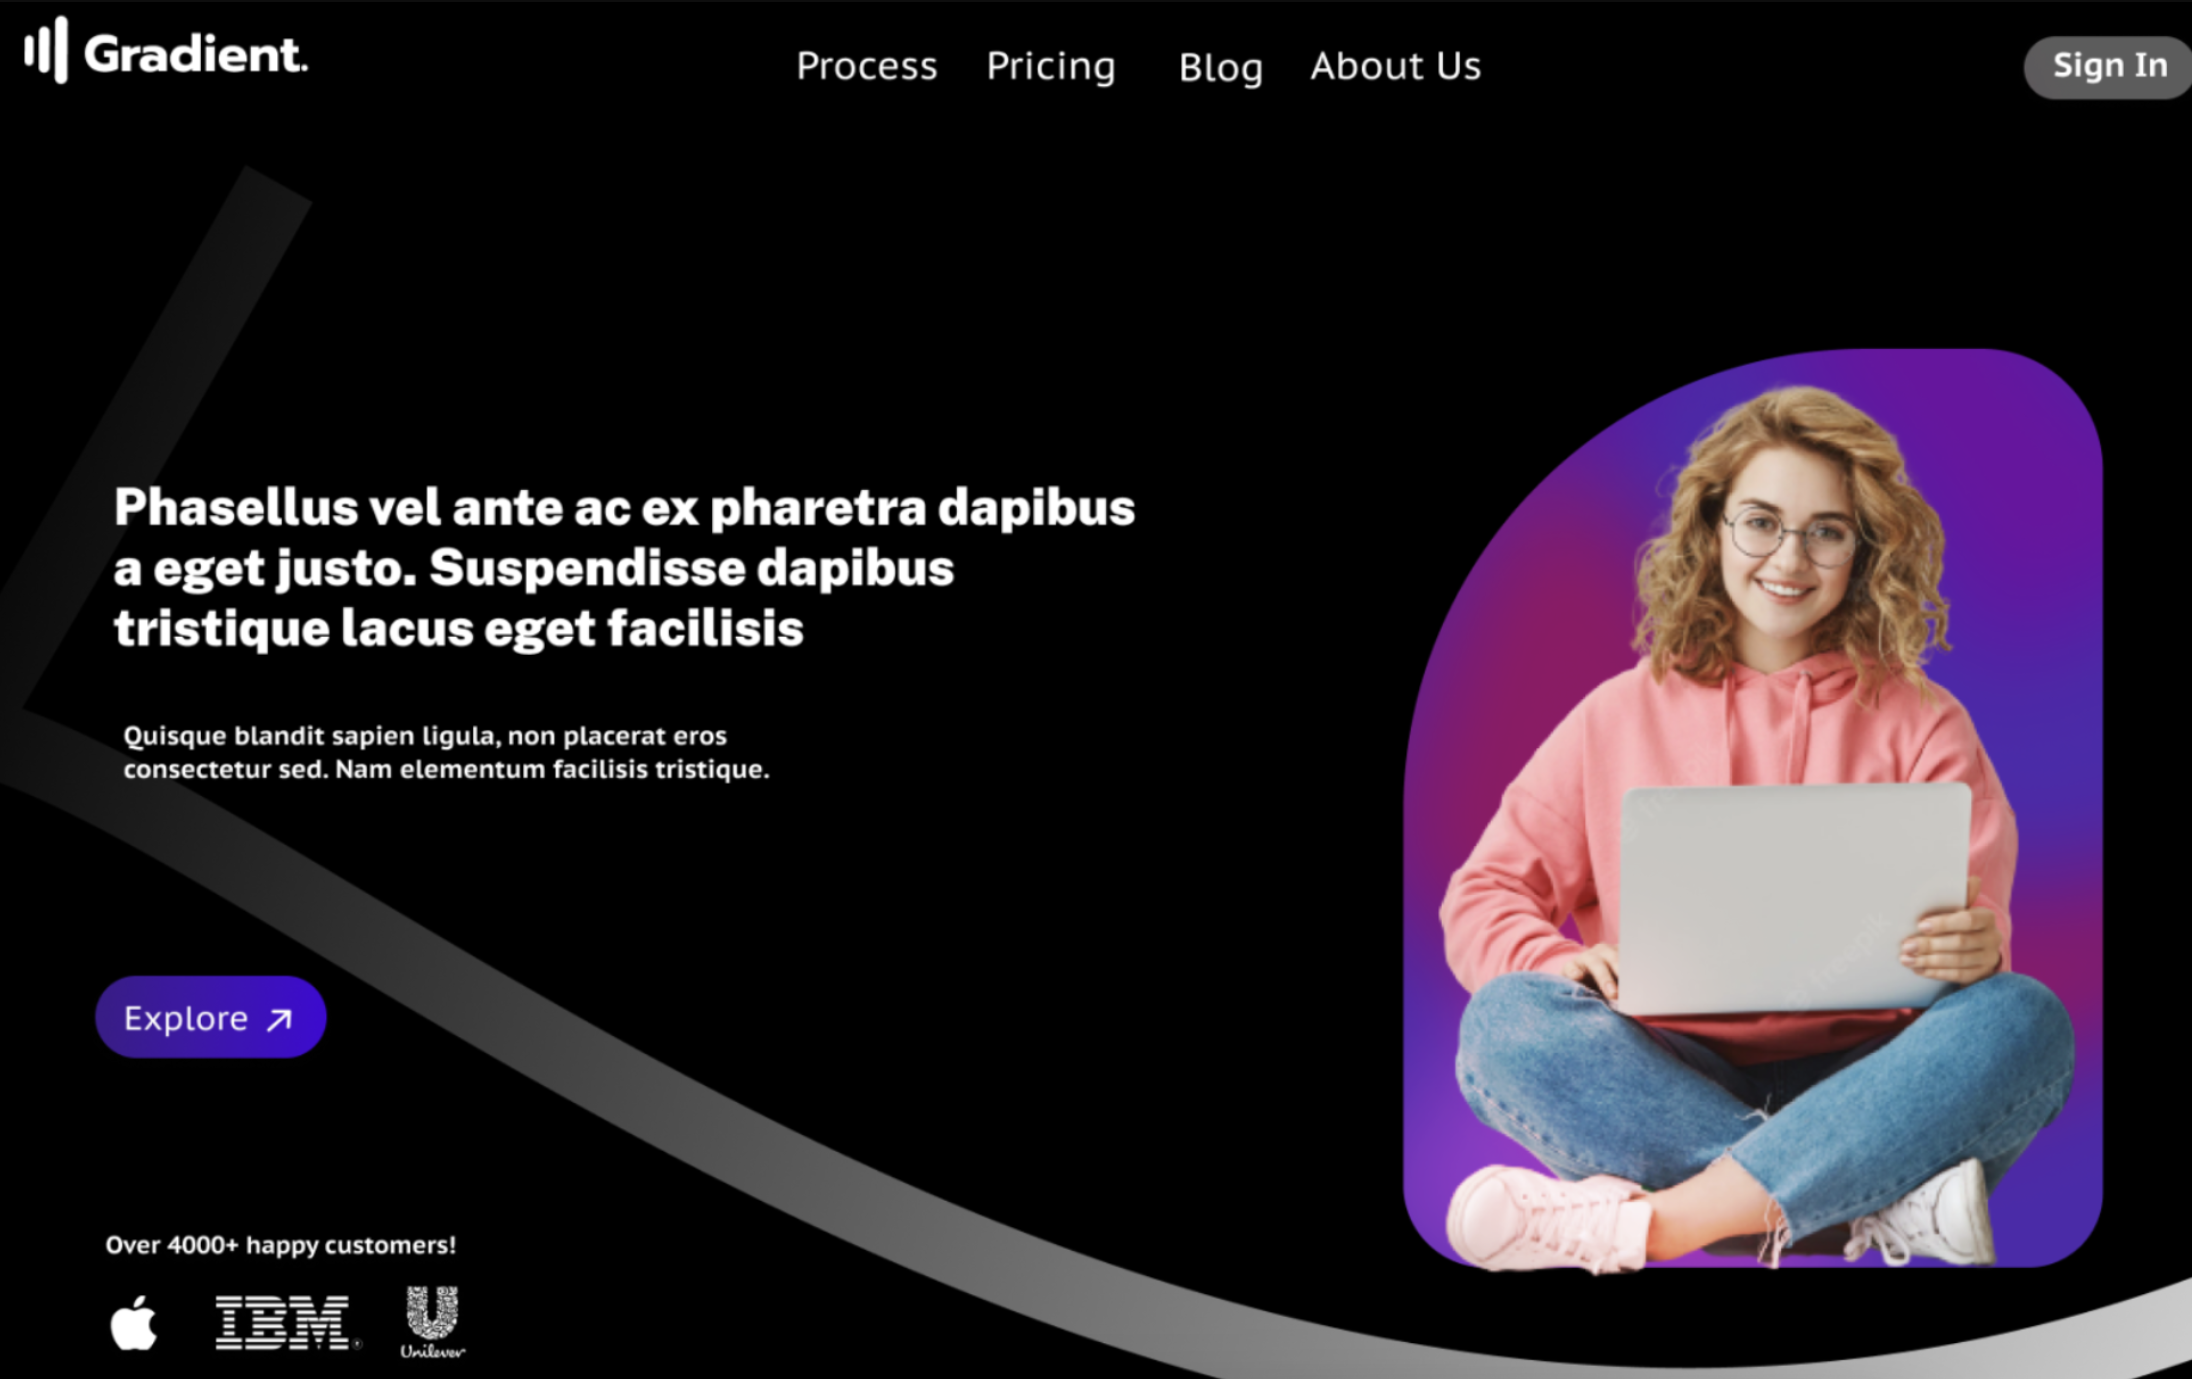 Gradient.
Process Pricing Blog About Us
Sign In
Phasellus vel ante ac ex pharetra dapibus
a eget justo. Suspendisse dapibus
tristique lacus eget facilisis
Quisque blandit sapien ligula, non placerat eros
consectetur sed. Nam elementum facilisis tristique.
Explore
Over 4000+ happy customers!
IBM®
U
Unilever
freepik